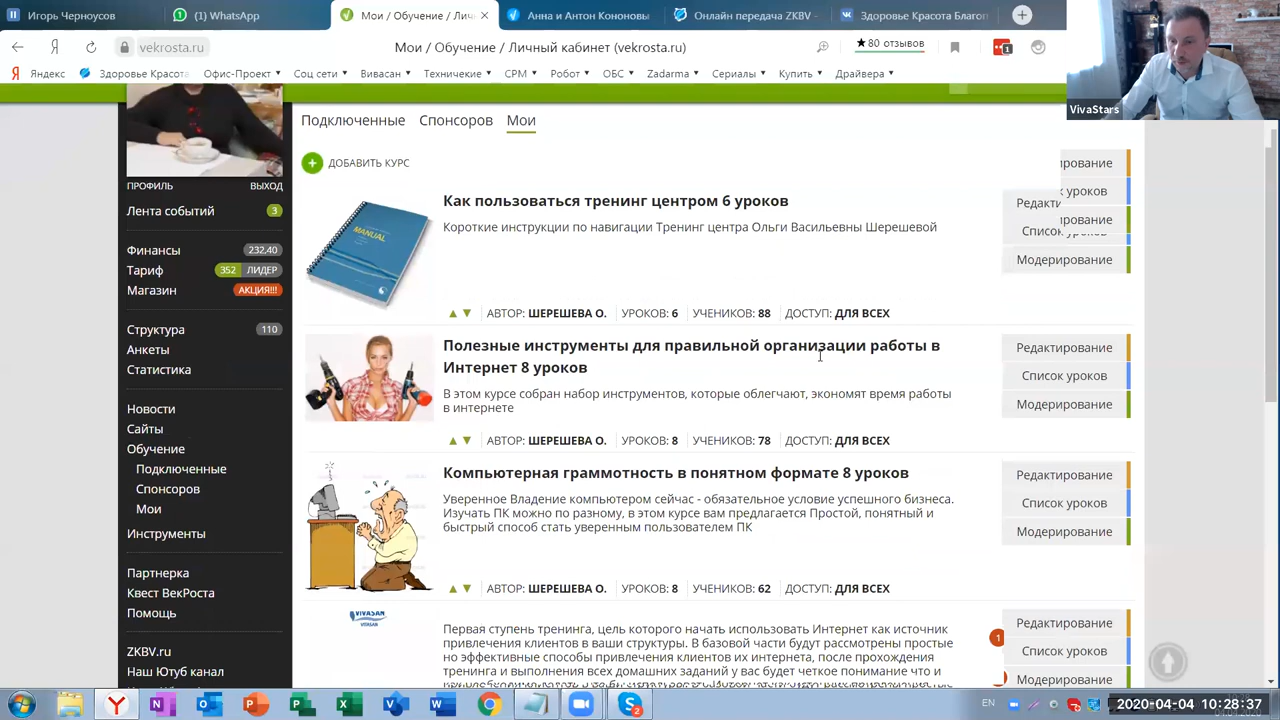 Игорь Черноусов
(1) WhatsApp
Мои / Обучение / Личн
Анна и Антон Кононовы
Онлайн передача ZKBV -
Здоровье Красота Благоп
vekrosta.ru
Мои / Обучение / Личный кабинет (vekrosta.ru)
★80 отзывов
1
Яндекс
Здоровье Красота
Офис-Проект
Соц сети
Вивасан
Техничекие
СРМ
Робот
ОБС
Zadarma
Сериалы
Купить
Драйвера
VivaStars
Подключенные
Спонсоров
Мои
ДОБАВИТЬ КУРС
ПРОФИЛЬ
ВЫХОД
Лента событий 3
Финансы 232,40
Тариф 352 ЛИДЕР
Магазин АКЦИЯ!!!
Структура 110
Анкеты
Статистика
Новости
Сайты
Обучение
Подключенные
Спонсоров
Мои
Инструменты
Партнерка
Квест ВекРоста
Помощь
ZKBV.ru
Наш Ютуб канал
Как пользоваться тренинг центром 6 уроков
Короткие инструкции по навигации Тренинг центра Ольги Васильевны Шерешевой
MANUAL
АВТОР: ШЕРЕШЕВА О. УРОКОВ: 6 УЧЕНИКОВ: 88 ДОСТУП: ДЛЯ ВСЕХ
ирование
к уроков
Редакти
ирование
Список уроков
Модерирование
Полезные инструменты для правильной организации работы в
Интернет 8 уроков
В этом курсе собран набор инструментов, которые облегчают, экономят время работы
в интернете
АВТОР: ШЕРЕШЕВА О. УРОКОВ: 8 УЧЕНИКОВ: 78 ДОСТУП: ДЛЯ ВСЕХ
Редактирование
Список уроков
Модерирование
Компьютерная граммотность в понятном формате 8 уроков
Уверенное Владение компьютером сейчас - обязательное условие успешного бизнеса.
Изучать ПК можно по разному, в этом курсе вам предлагается Простой, понятный и
быстрый способ стать уверенным пользователем ПК
АВТОР: ШЕРЕШЕВА О. УРОКОВ: 8 УЧЕНИКОВ: 62 ДОСТУП: ДЛЯ ВСЕХ
Редактирование
Список уроков
Модерирование
VIVASAN
Первая ступень тренинга, цель которого начать использовать Интернет как источник
привлечения клиентов в ваши структуры. В базовой части будут рассмотрены простые
но эффективные способы привлечения клиентов их интернета, после прохождения
тренинга и выполнения всех домашних заданий у вас будет четкое понимание что и
1
Редактирование
Список уроков
Модерирование
EN
2020-04-04 10:28:37